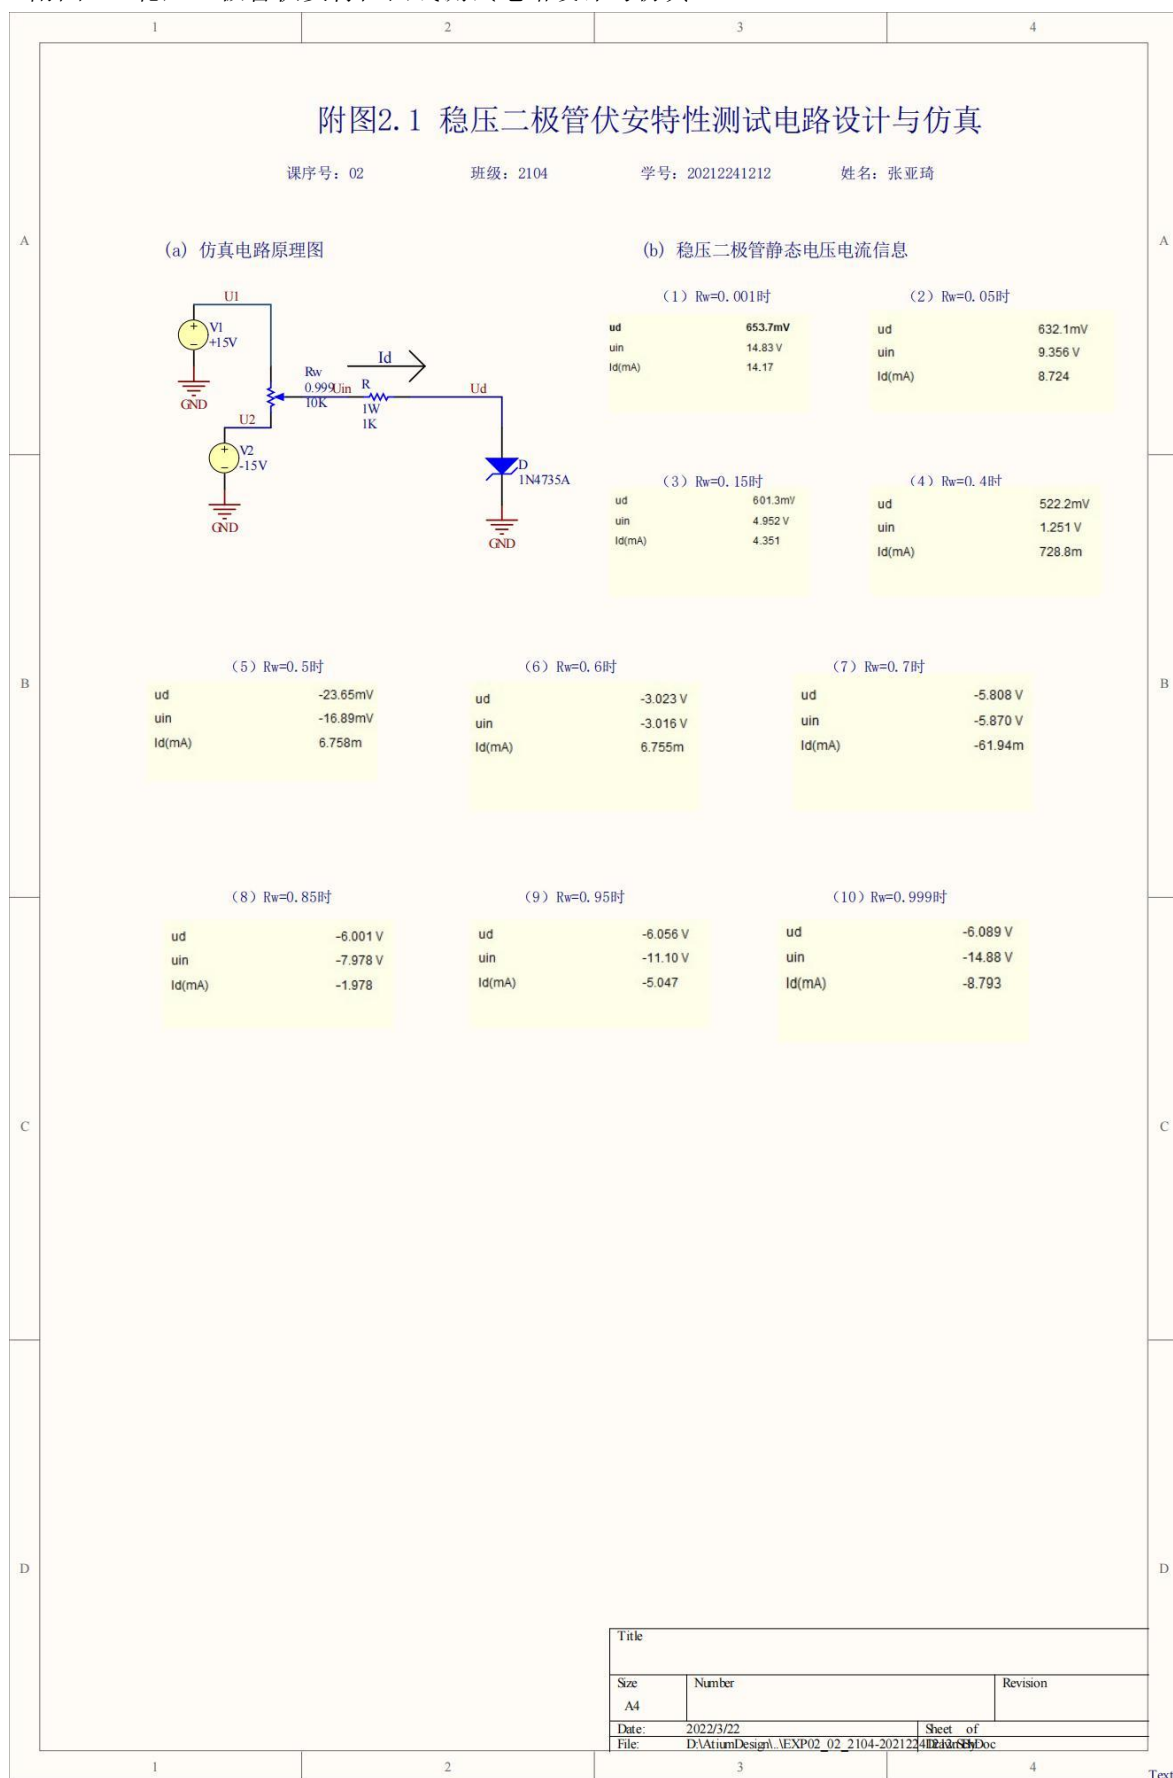 1 2 3 4
附图2.1 稳压二极管伏安特性测试电路设计与仿真
课序号：02 班级：2104 学号：20212241212 姓名：张亚琦
A A
(a) 仿真电路原理图 (b) 稳压二极管静态电压电流信息
U1
V1
+15V
GND
Rw
0.999
10K
Uin
R
1W
1K
Id
Ud
U2
V2
-15V
GND
D
1N4735A
GND
（1）Rw=0.001时
ud 653.7mV
uin 14.83 V
Id(mA) 14.17
（2）Rw=0.05时
ud 632.1mV
uin 9.356 V
Id(mA) 8.724
（3）Rw=0.15时
ud 601.3mV
uin 4.952 V
Id(mA) 4.351
（4）Rw=0.4时
ud 522.2mV
uin 1.251 V
Id(mA) 728.8m
B B
（5）Rw=0.5时
ud -23.65mV
uin -16.89mV
Id(mA) 6.758m
（6）Rw=0.6时
ud -3.023 V
uin -3.016 V
Id(mA) 6.755m
（7）Rw=0.7时
ud -5.808 V
uin -5.870 V
Id(mA) -61.94m
（8）Rw=0.85时
ud -6.001 V
uin -7.978 V
Id(mA) -1.978
（9）Rw=0.95时
ud -6.056 V
uin -11.10 V
Id(mA) -5.047
（10）Rw=0.999时
ud -6.089 V
uin -14.88 V
Id(mA) -8.793
C C
D D
Title
Size Number Revision
A4
Date: 2022/3/22 Sheet of
File: D:\AtiumDesign\..\EXP02_02_2104-20212241212.SchDoc
1 2 3 4
Text